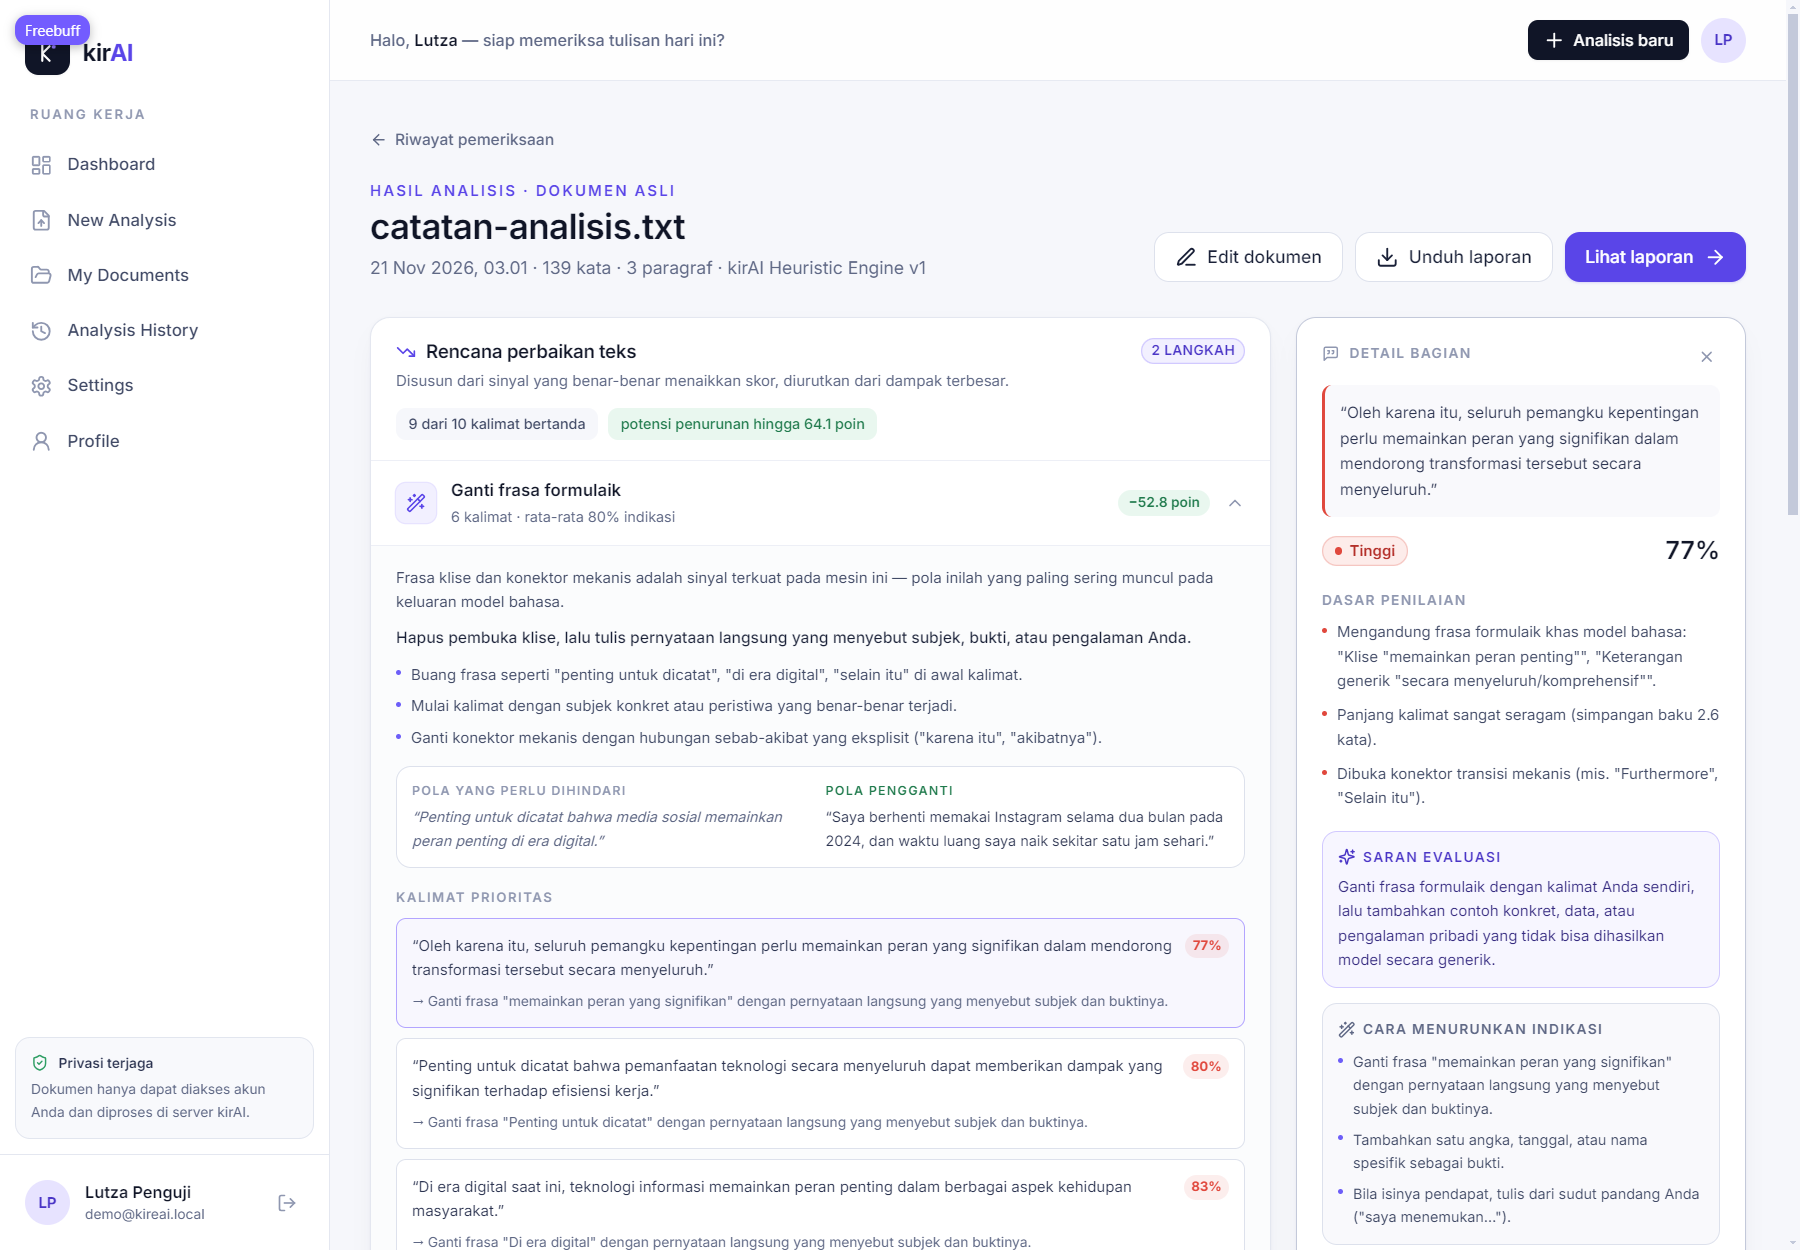 Freebuff
kirAI
RUANG KERJA
Dashboard
New Analysis
My Documents
Analysis History
Settings
Profile
Privasi terjaga
Dokumen hanya dapat diakses akun
Anda dan diproses di server kirAI.
LP
Lutza Penguji
demo@kireai.local
Halo, Lutza — siap memeriksa tulisan hari ini?
Analisis baru
LP
Riwayat pemeriksaan
HASIL ANALISIS · DOKUMEN ASLI
catatan-analisis.txt
21 Nov 2026, 03.01 · 139 kata · 3 paragraf · kirAI Heuristic Engine v1
Edit dokumen
Unduh laporan
Lihat laporan
Rencana perbaikan teks
2 LANGKAH
Disusun dari sinyal yang benar-benar menaikkan skor, diurutkan dari dampak terbesar.
9 dari 10 kalimat bertanda
potensi penurunan hingga 64.1 poin
Ganti frasa formulaik
6 kalimat · rata-rata 80% indikasi
−52.8 poin
Frasa klise dan konektor mekanis adalah sinyal terkuat pada mesin ini — pola inilah yang paling sering muncul pada
keluaran model bahasa.
Hapus pembuka klise, lalu tulis pernyataan langsung yang menyebut subjek, bukti, atau pengalaman Anda.
• Buang frasa seperti "penting untuk dicatat", "di era digital", "selain itu" di awal kalimat.
• Mulai kalimat dengan subjek konkret atau peristiwa yang benar-benar terjadi.
• Ganti konektor mekanis dengan hubungan sebab-akibat yang eksplisit ("karena itu", "akibatnya").
POLA YANG PERLU DIHINDARI
“Penting untuk dicatat bahwa media sosial memainkan
peran penting di era digital.”
POLA PENGGANTI
“Saya berhenti memakai Instagram selama dua bulan pada
2024, dan waktu luang saya naik sekitar satu jam sehari.”
KALIMAT PRIORITAS
“Oleh karena itu, seluruh pemangku kepentingan perlu memainkan peran yang signifikan dalam mendorong
transformasi tersebut secara menyeluruh.”
77%
→ Ganti frasa "memainkan peran yang signifikan" dengan pernyataan langsung yang menyebut subjek dan buktinya.
“Penting untuk dicatat bahwa pemanfaatan teknologi secara menyeluruh dapat memberikan dampak yang
signifikan terhadap efisiensi kerja.”
80%
→ Ganti frasa "Penting untuk dicatat" dengan pernyataan langsung yang menyebut subjek dan buktinya.
“Di era digital saat ini, teknologi informasi memainkan peran penting dalam berbagai aspek kehidupan
masyarakat.”
83%
→ Ganti frasa "Di era digital" dengan pernyataan langsung yang menyebut subjek dan buktinya.
DETAIL BAGIAN
“Oleh karena itu, seluruh pemangku kepentingan
perlu memainkan peran yang signifikan dalam
mendorong transformasi tersebut secara
menyeluruh.”
Tinggi
77%
DASAR PENILAIAN
• Mengandung frasa formulaik khas model bahasa:
"Klise "memainkan peran penting"", "Keterangan
generik "secara menyeluruh/komprehensif"".
• Panjang kalimat sangat seragam (simpangan baku 2.6
kata).
• Dibuka konektor transisi mekanis (mis. "Furthermore",
"Selain itu").
SARAN EVALUASI
Ganti frasa formulaik dengan kalimat Anda sendiri,
lalu tambahkan contoh konkret, data, atau
pengalaman pribadi yang tidak bisa dihasilkan
model secara generik.
CARA MENURUNKAN INDIKASI
• Ganti frasa "memainkan peran yang signifikan"
dengan pernyataan langsung yang menyebut
subjek dan buktinya.
• Tambahkan satu angka, tanggal, atau nama
spesifik sebagai bukti.
• Bila isinya pendapat, tulis dari sudut pandang Anda
("saya menemukan...").